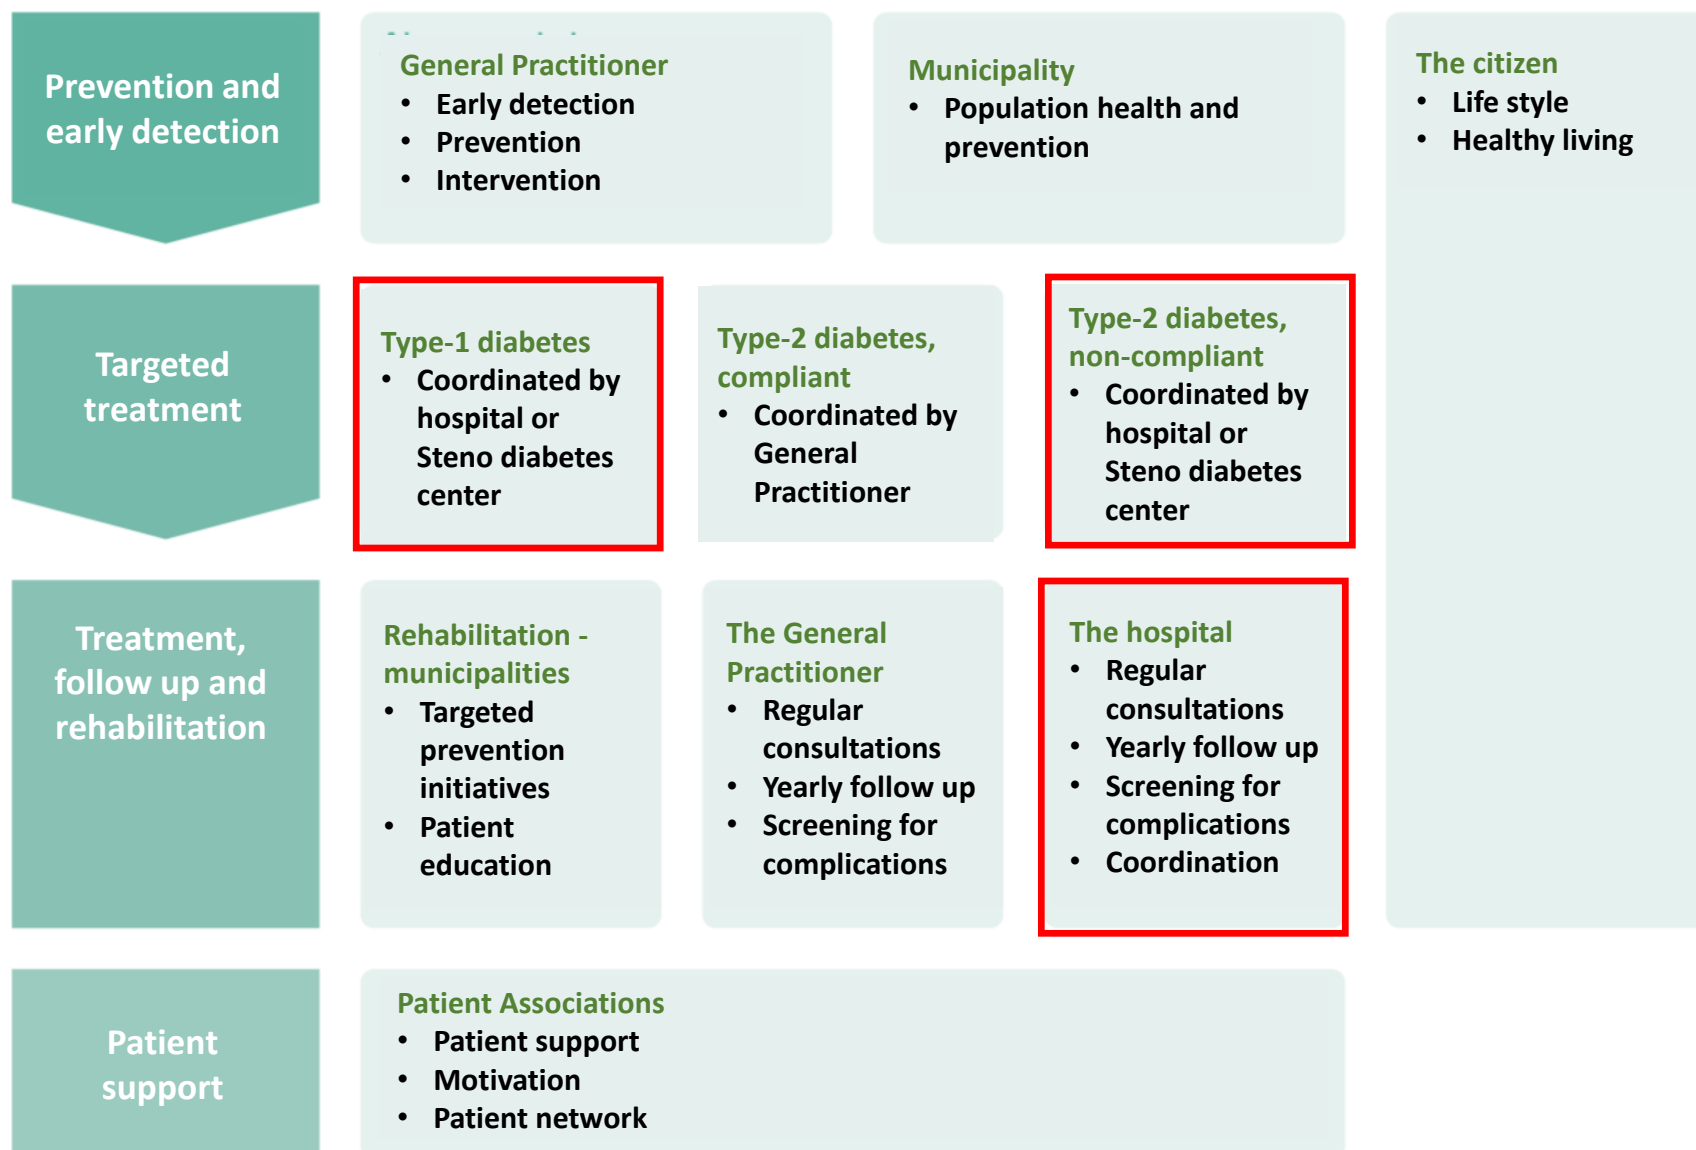 Prevention and
early detection
General Practitioner
• Early detection
• Prevention
• Intervention
Municipality
• Population health and
prevention
The citizen
• Life style
• Healthy living
Targeted
treatment
Type-1 diabetes
• Coordinated by
hospital or
Steno diabetes
center
Type-2 diabetes,
compliant
• Coordinated by
General
Practitioner
Type-2 diabetes,
non-compliant
• Coordinated by
hospital or
Steno diabetes
center
Treatment,
follow up and
rehabilitation
Rehabilitation -
municipalities
• Targeted
prevention
initiatives
• Patient
education
The General
Practitioner
• Regular
consultations
• Yearly follow up
• Screening for
complications
The hospital
• Regular
consultations
• Yearly follow up
• Screening for
complications
• Coordination
Patient
support
Patient Associations
• Patient support
• Motivation
• Patient network